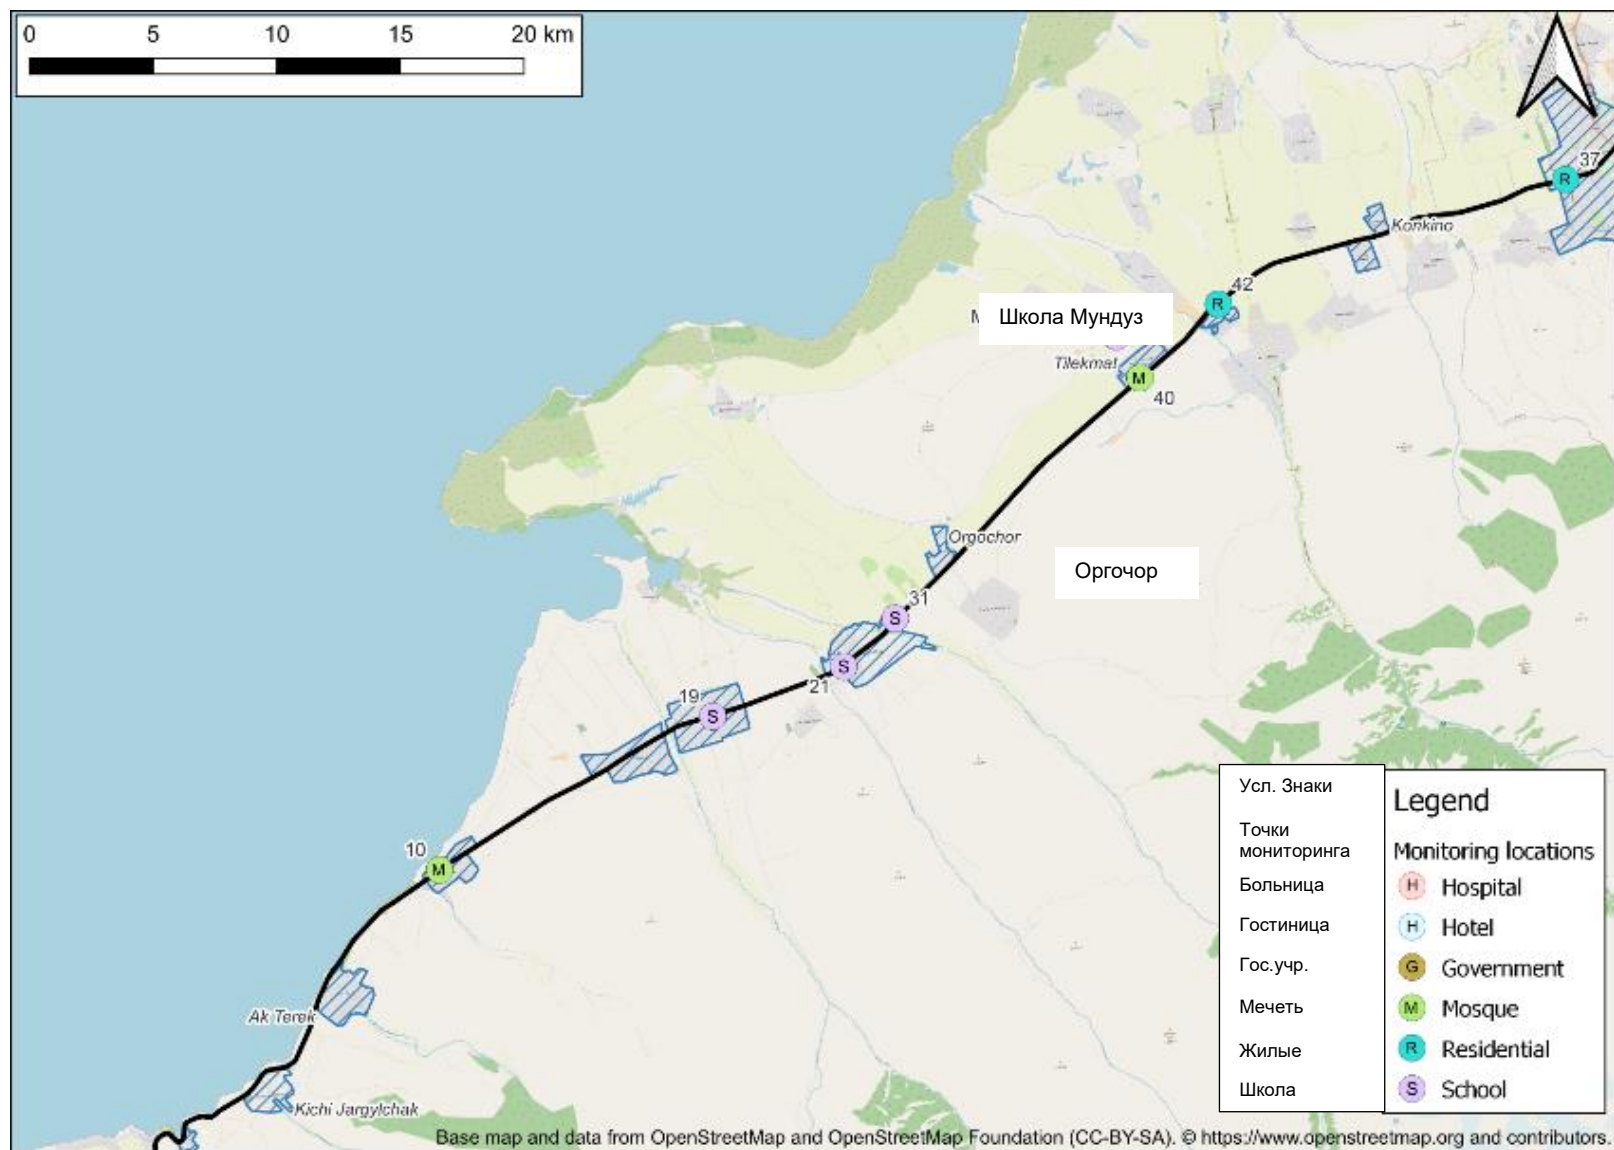 0 5 10 15 20 km
37
Konkino
42
Школа Мундуз
Tilekmat
M
40
Orgochor
Оргочор
31
S
S
21
19
S
10
M
Ak Terek
Kichi Jargylchak
R
R
Усл. Знаки
Точки
мониторинга
Больница
Гостиница
Гос.учр.
Мечеть
Жилые
Школа
Legend
Monitoring locations
H Hospital
H Hotel
G Government
M Mosque
R Residential
S School
Base map and data from OpenStreetMap and OpenStreetMap Foundation (CC-BY-SA). © https://www.openstreetmap.org and contributors.